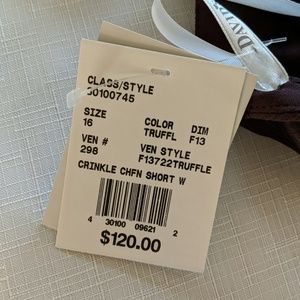 DAVID'S
CLASS/STYLE
30100745
SIZE COLOR DIM
16 TRUFFL F13
VEN # VEN STYLE
298 F13722TRUFFLE
CRINKLE CHFN SHORT W
4 30100 09621 2
$120.00